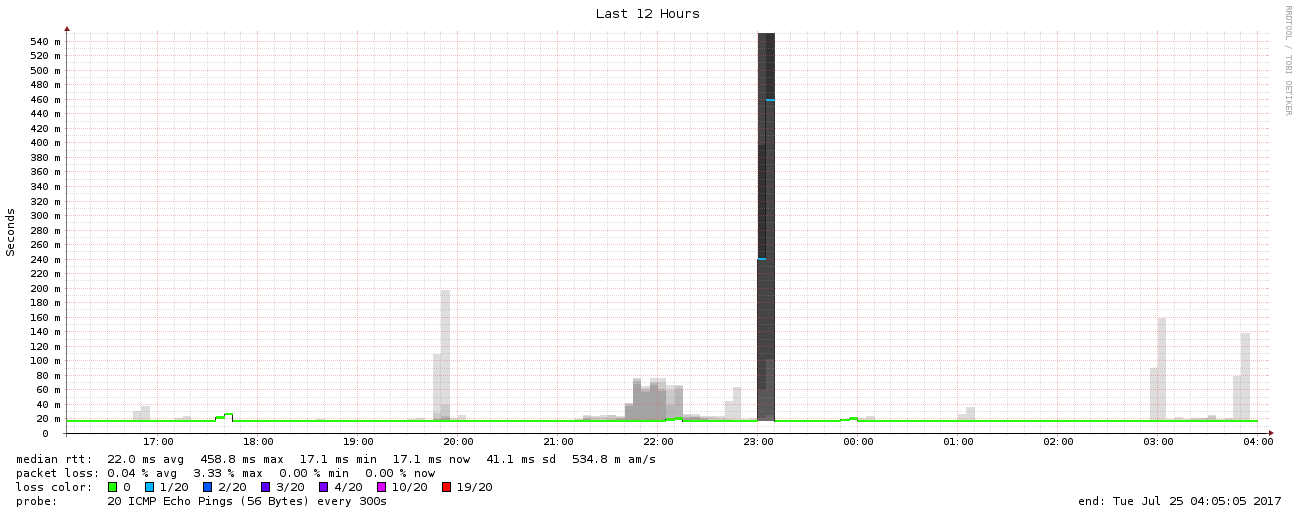 Last 12 Hours
RRDTOOL / TOBI OETIKER
Seconds
540 m
520 m
500 m
480 m
460 m
440 m
420 m
400 m
380 m
360 m
340 m
320 m
300 m
280 m
260 m
240 m
220 m
200 m
180 m
160 m
140 m
120 m
100 m
80 m
60 m
40 m
20 m
0
17:00 18:00 19:00 20:00 21:00 22:00 23:00 00:00 01:00 02:00 03:00 04:00
median rtt: 22.0 ms avg 458.8 ms max 17.1 ms min 17.1 ms now 41.1 ms sd 534.8 m am/s
packet loss: 0.04 % avg 3.33 % max 0.00 % min 0.00 % now
loss color: 0 1/20 2/20 3/20 4/20 10/20 19/20
probe: 20 ICMP Echo Pings (56 Bytes) every 300s end: Tue Jul 25 04:05:05 2017